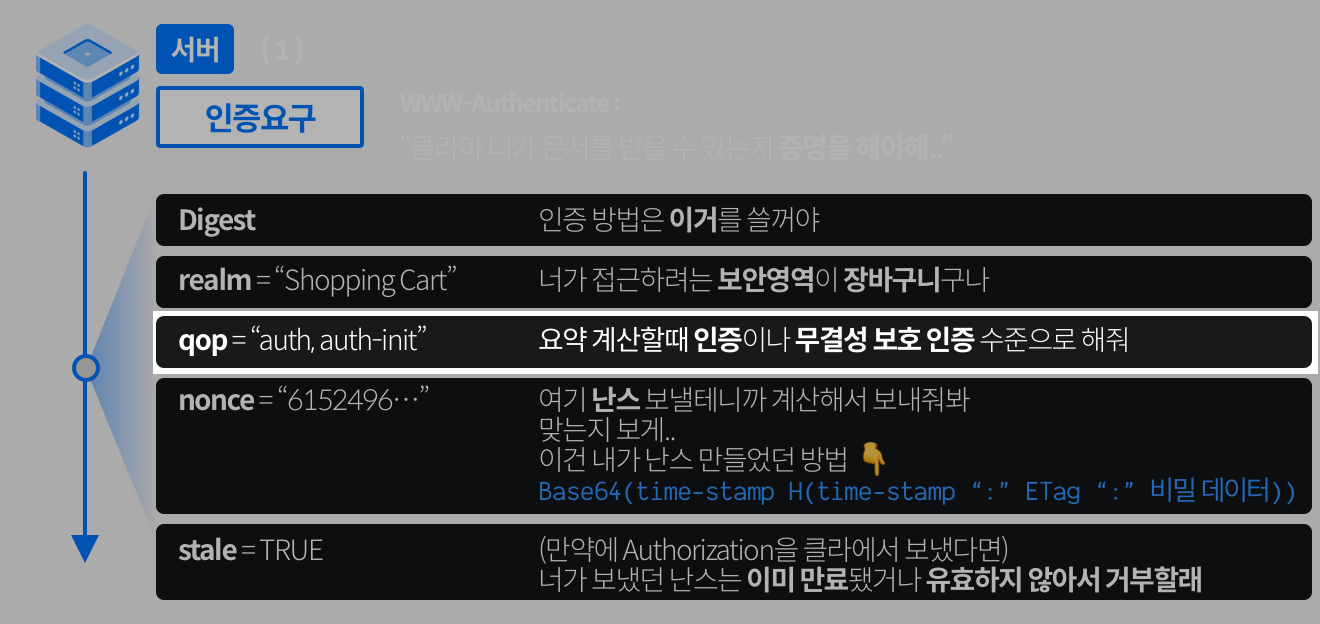 서버 (1)
인증요구
WWW-Authenticate :
“클라야 너가 문서를 받을 수 있는지 증명을 해야해..”
Digest 인증 방법은 이거를 쓸꺼야
realm = “Shopping Cart” 너가 접근하려는 보안영역이 장바구니구나
qop = “auth, auth-init” 요약 계산할때 인증이나 무결성 보호 인증 수준으로 해줘
nonce = “6152496…” 여기 난스 보낼테니까 계산해서 보내줘봐
맞는지 보게..
이건 내가 난스 만들었던 방법 👇
Base64(time-stamp H(time-stamp “:” ETag “:” 비밀 데이터))
stale = TRUE (만약에 Authorization을 클라에서 보냈다면)
너가 보냈던 난스는 이미 만료됐거나 유효하지 않아서 거부할래